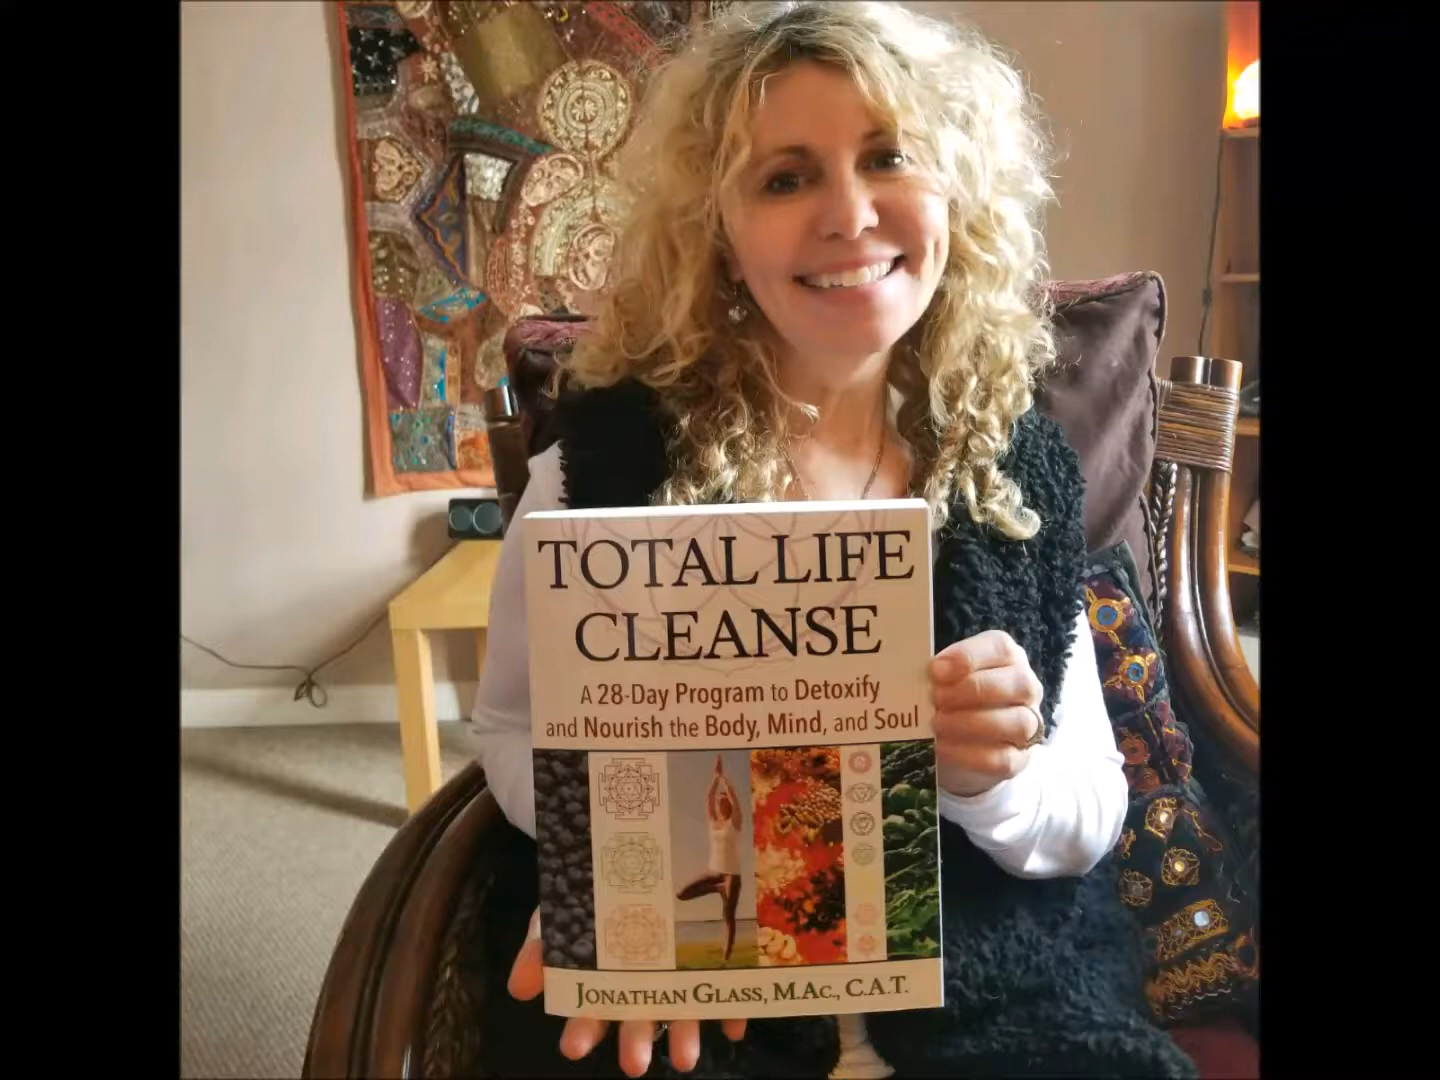 TOTAL LIFE
CLEANSE
A 28-Day Program to Detoxify
and Nourish the Body, Mind, and Soul
JONATHAN GLASS, M.AC., C.A.T.